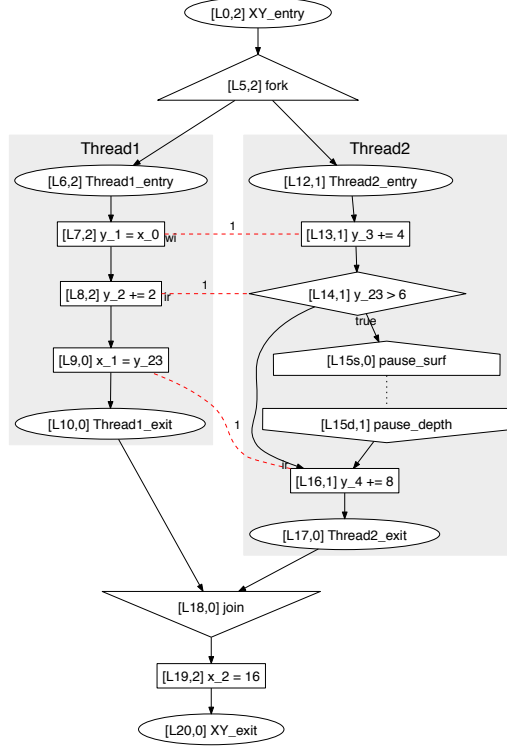 [L0,2] XY_entry
[L5,2] fork
Thread1
Thread2
[L6,2] Thread1_entry
[L12,1] Thread2_entry
[L7,2] y_1 = x_0
wi
1
[L13,1] y_3 += 4
[L8,2] y_2 += 2
ir
1
[L14,1] y_23 > 6
true
[L9,0] x_1 = y_23
[L15s,0] pause_surf
[L10,0] Thread1_exit
1
[L15d,1] pause_depth
ir
[L16,1] y_4 += 8
[L17,0] Thread2_exit
[L18,0] join
[L19,2] x_2 = 16
[L20,0] XY_exit